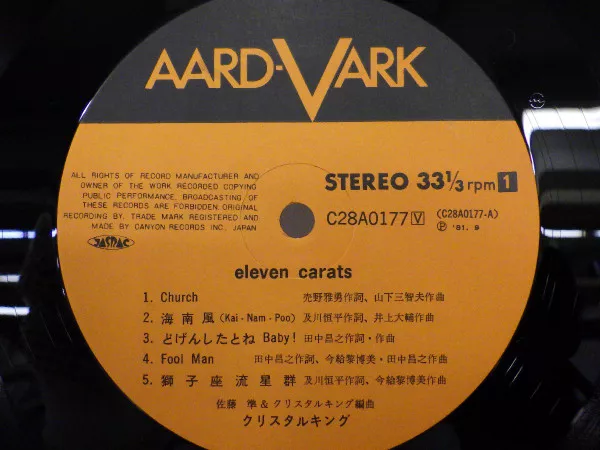 AARD-VARK
ALL RIGHTS OF RECORD MANUFACTURER AND
OWNER OF THE WORK RECORDED COPYING
PUBLIC PERFORMANCE, BROADCASTING OF
THESE RECORDS ARE FORBIDDEN. ORIGINAL
RECORDING BY. TRADE MARK REGISTERED AND
MADE BY CANYON RECORDS INC. JAPAN
JASRAC
STEREO 33 1/3 rpm 1
C28A0177 V (C28A0177-A)
Ⓟ '81. 9
eleven carats
1. Church 売野雅勇作詞、山下三智夫作曲
2. 海南風 (Kai-Nam-Poo) 及川恒平作詞、井上大輔作曲
3. どげんしたとね Baby! 田中昌之作詞・作曲
4. Fool Man 田中昌之作詞、今給黎博美・田中昌之作曲
5. 獅子座流星群 及川恒平作詞、今給黎博美作曲
佐藤 準 & クリスタルキング編曲
クリスタルキング